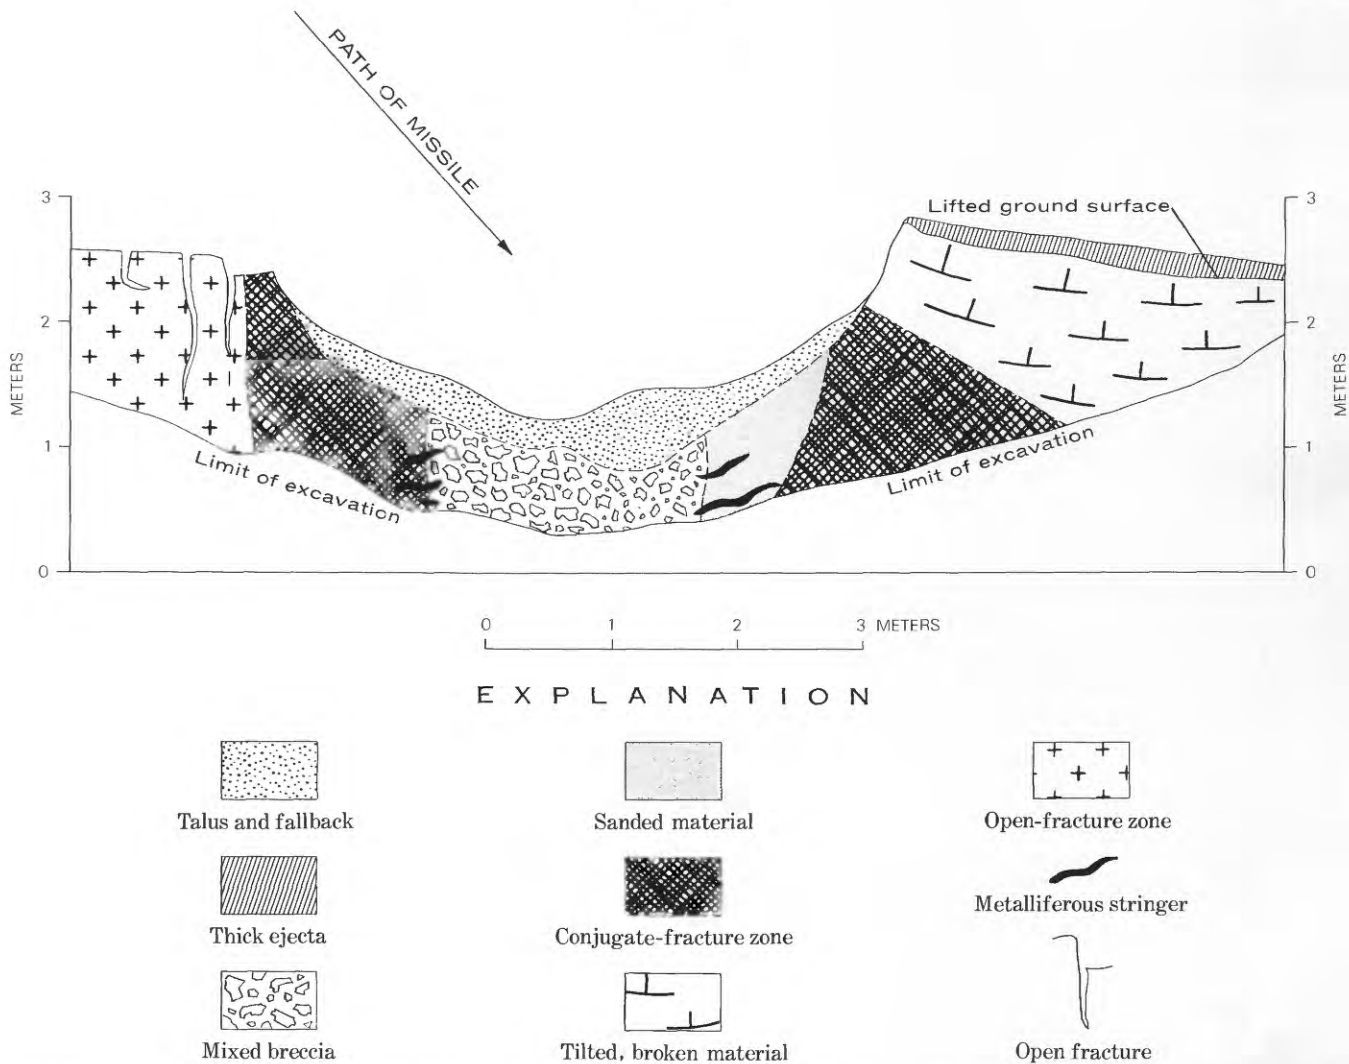 PATH OF MISSILE
3
3
Lifted ground surface
2
2
METERS
METERS
1
1
Limit of excavation
Limit of excavation
0
0
0 1 2 3 METERS
EXPLANATION
Talus and fallback
Sanded material
Open-fracture zone
Metalliferous stringer
Thick ejecta
Conjugate-fracture zone
Mixed breccia
Tilted, broken material
Open fracture